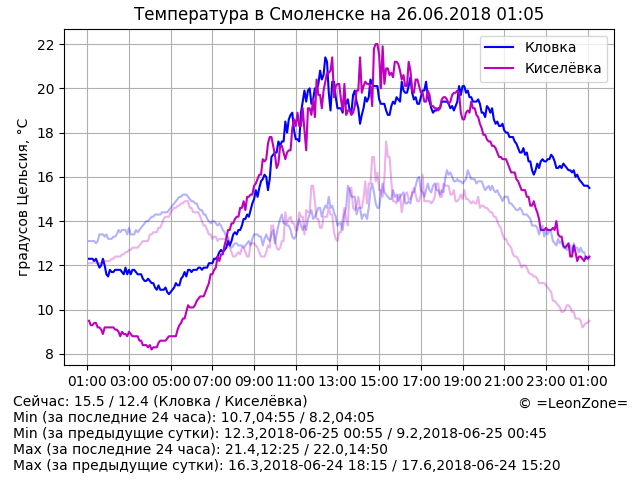 Температура в Смоленске на 26.06.2018 01:05
Кловка
Киселёвка
градусов Цельсия, °C
22
20
18
16
14
12
10
8
01:00 03:00 05:00 07:00 09:00 11:00 13:00 15:00 17:00 19:00 21:00 23:00 01:00
Сейчас: 15.5 / 12.4 (Кловка / Киселёвка)
© =LeonZone=
Min (за последние 24 часа): 10.7,04:55 / 8.2,04:05
Min (за предыдущие сутки): 12.3,2018-06-25 00:55 / 9.2,2018-06-25 00:45
Max (за последние 24 часа): 21.4,12:25 / 22.0,14:50
Max (за предыдущие сутки): 16.3,2018-06-24 18:15 / 17.6,2018-06-24 15:20